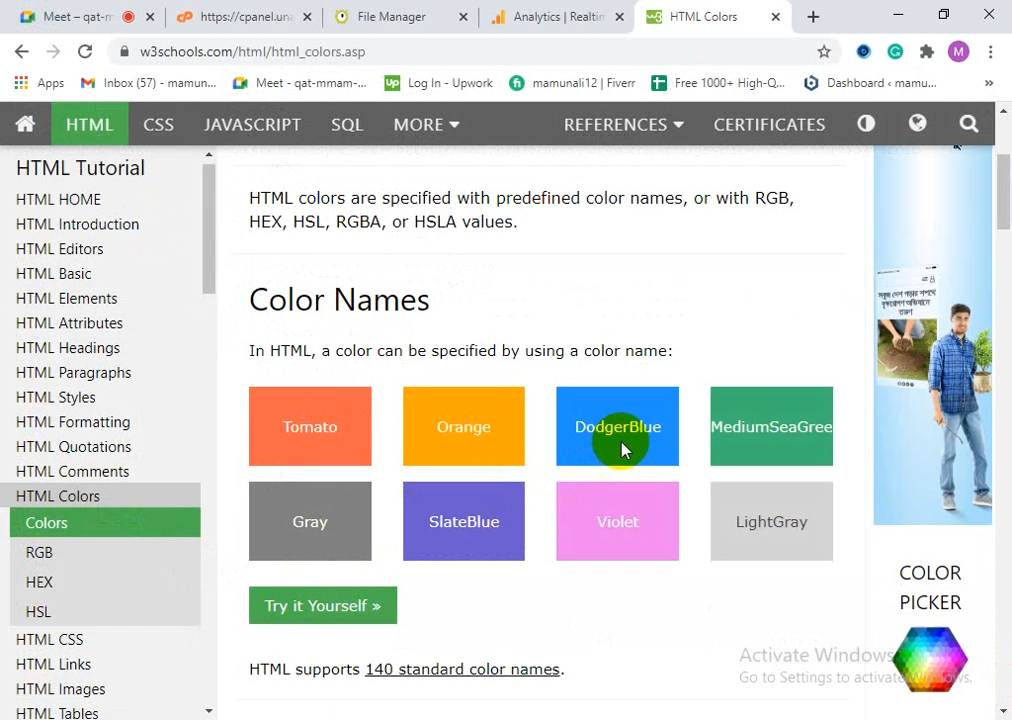 Meet – qat-m
https://cpanel.una
File Manager
Analytics | Realtim
HTML Colors
w3schools.com/html/html_colors.asp
M
Apps
Inbox (57) - mamun...
Meet - qat-mmam-...
Log In - Upwork
mamunali12 | Fiverr
Free 1000+ High-Q...
Dashboard ‹ mamu...
»
HTML
CSS
JAVASCRIPT
SQL
MORE
REFERENCES
CERTIFICATES
HTML Tutorial
HTML HOME
HTML Introduction
HTML Editors
HTML Basic
HTML Elements
HTML Attributes
HTML Headings
HTML Paragraphs
HTML Styles
HTML Formatting
HTML Quotations
HTML Comments
HTML Colors
Colors
RGB
HEX
HSL
HTML CSS
HTML Links
HTML Images
HTML Tables
HTML colors are specified with predefined color names, or with RGB,
HEX, HSL, RGBA, or HSLA values.
Color Names
In HTML, a color can be specified by using a color name:
Tomato
Orange
DodgerBlue
MediumSeaGree
Gray
SlateBlue
Violet
LightGray
Try it Yourself »
HTML supports 140 standard color names.
সবুজ দেশ গড়ার শপথে
তরুণ
COLOR
PICKER
Activate Windows
Go to Settings to activate Windows.